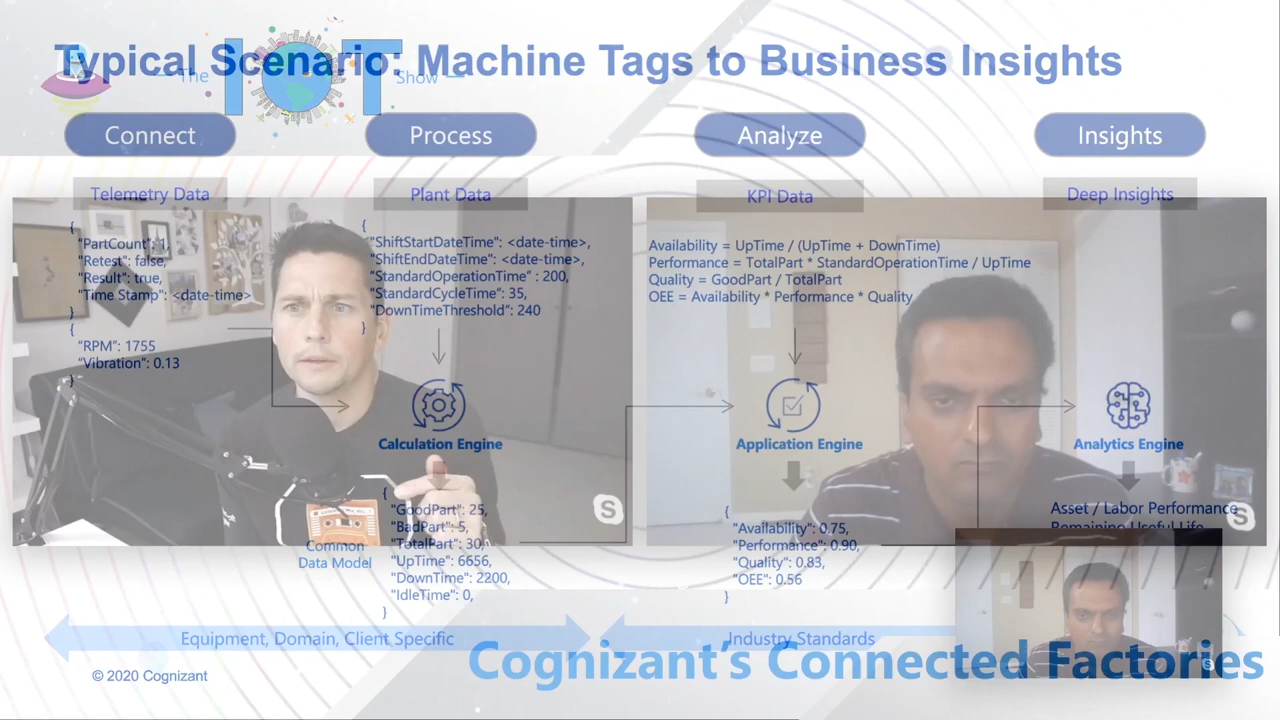 Typical Scenario: Machine Tags to Business Insights
The IOT Show
Connect
Process
Analyze
Insights
Telemetry Data
Plant Data
KPI Data
Deep Insights
{
"PartCount": 1,
"Retest": false,
"Result": true,
"Time Stamp": <date-time>
}
{
"RPM": 1755
"Vibration": 0.13
}
{
"ShiftStartDateTime": <date-time>,
"ShiftEndDateTime": <date-time>,
"StandardOperationTime" : 200,
"StandardCycleTime": 35,
"DownTimeThreshold": 240
}
Availability = UpTime / (UpTime + DownTime)
Performance = TotalPart * StandardOperationTime / UpTime
Quality = GoodPart / TotalPart
OEE = Availability * Performance * Quality
Calculation Engine
Application Engine
Analytics Engine
{
"GoodPart": 25,
"BadPart": 5,
"TotalPart": 30,
"UpTime": 6656,
"DownTime": 2200,
"IdleTime": 0,
}
Common
Data Model
{
"Availability": 0.75,
"Performance": 0.90,
"Quality": 0.83,
"OEE": 0.56
}
Asset / Labor Performance
Remaining Useful Life
Equipment, Domain, Client Specific
Industry Standards
Cognizant's Connected Factories
© 2020 Cognizant